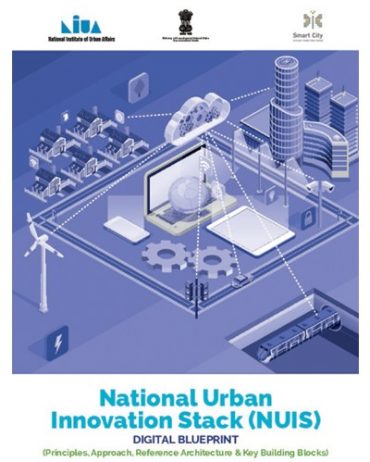 NIUA
National Institute of Urban Affairs
Smart City
National Urban
Innovation Stack (NUIS)
DIGITAL BLUEPRINT
(Principles, Approach, Reference Architecture & Key Building Blocks)